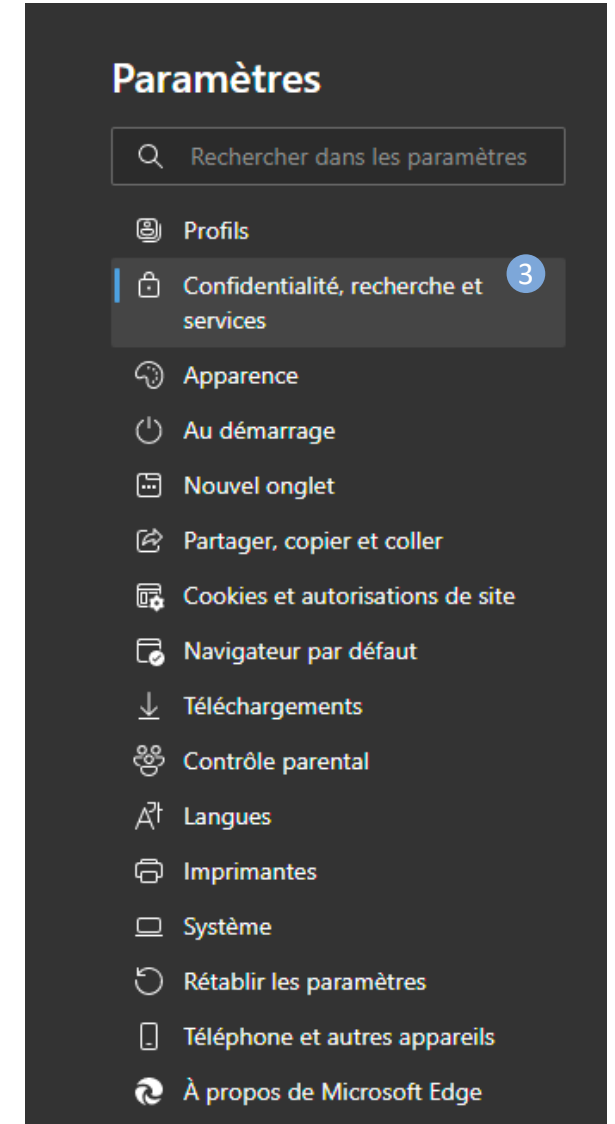 Paramètres
Rechercher dans les paramètres
Profils
Confidentialité, recherche et 3
services
Apparence
Au démarrage
Nouvel onglet
Partager, copier et coller
Cookies et autorisations de site
Navigateur par défaut
Téléchargements
Contrôle parental
Langues
Imprimantes
Système
Rétablir les paramètres
Téléphone et autres appareils
À propos de Microsoft Edge